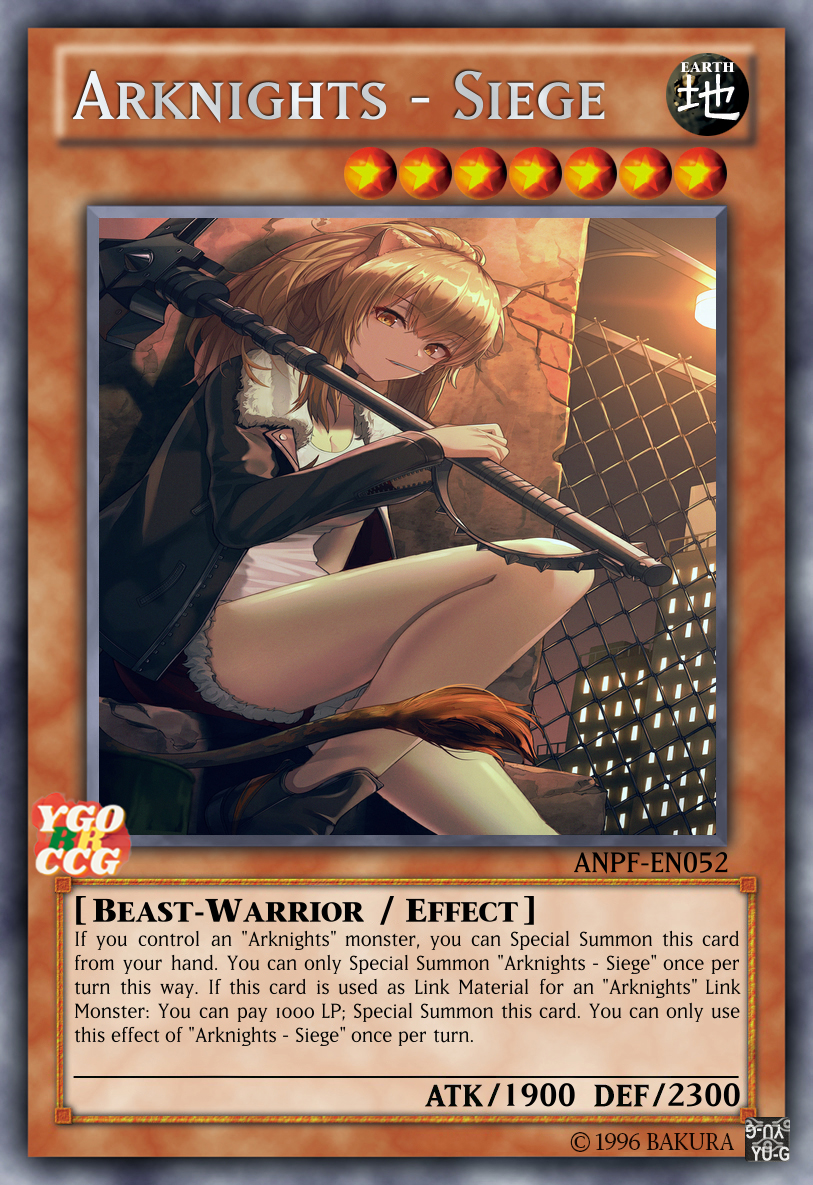 Arknights - Siege
EARTH
地
YGO
BR
CCG
ANPF-EN052
[ Beast-Warrior / Effect ]
If you control an "Arknights" monster, you can Special Summon this card
from your hand. You can only Special Summon "Arknights - Siege" once per
turn this way. If this card is used as Link Material for an "Arknights" Link
Monster: You can pay 1000 LP; Special Summon this card. You can only use
this effect of "Arknights - Siege" once per turn.
ATK/1900 DEF/2300
© 1996 BAKURA
YU-G
YU-G